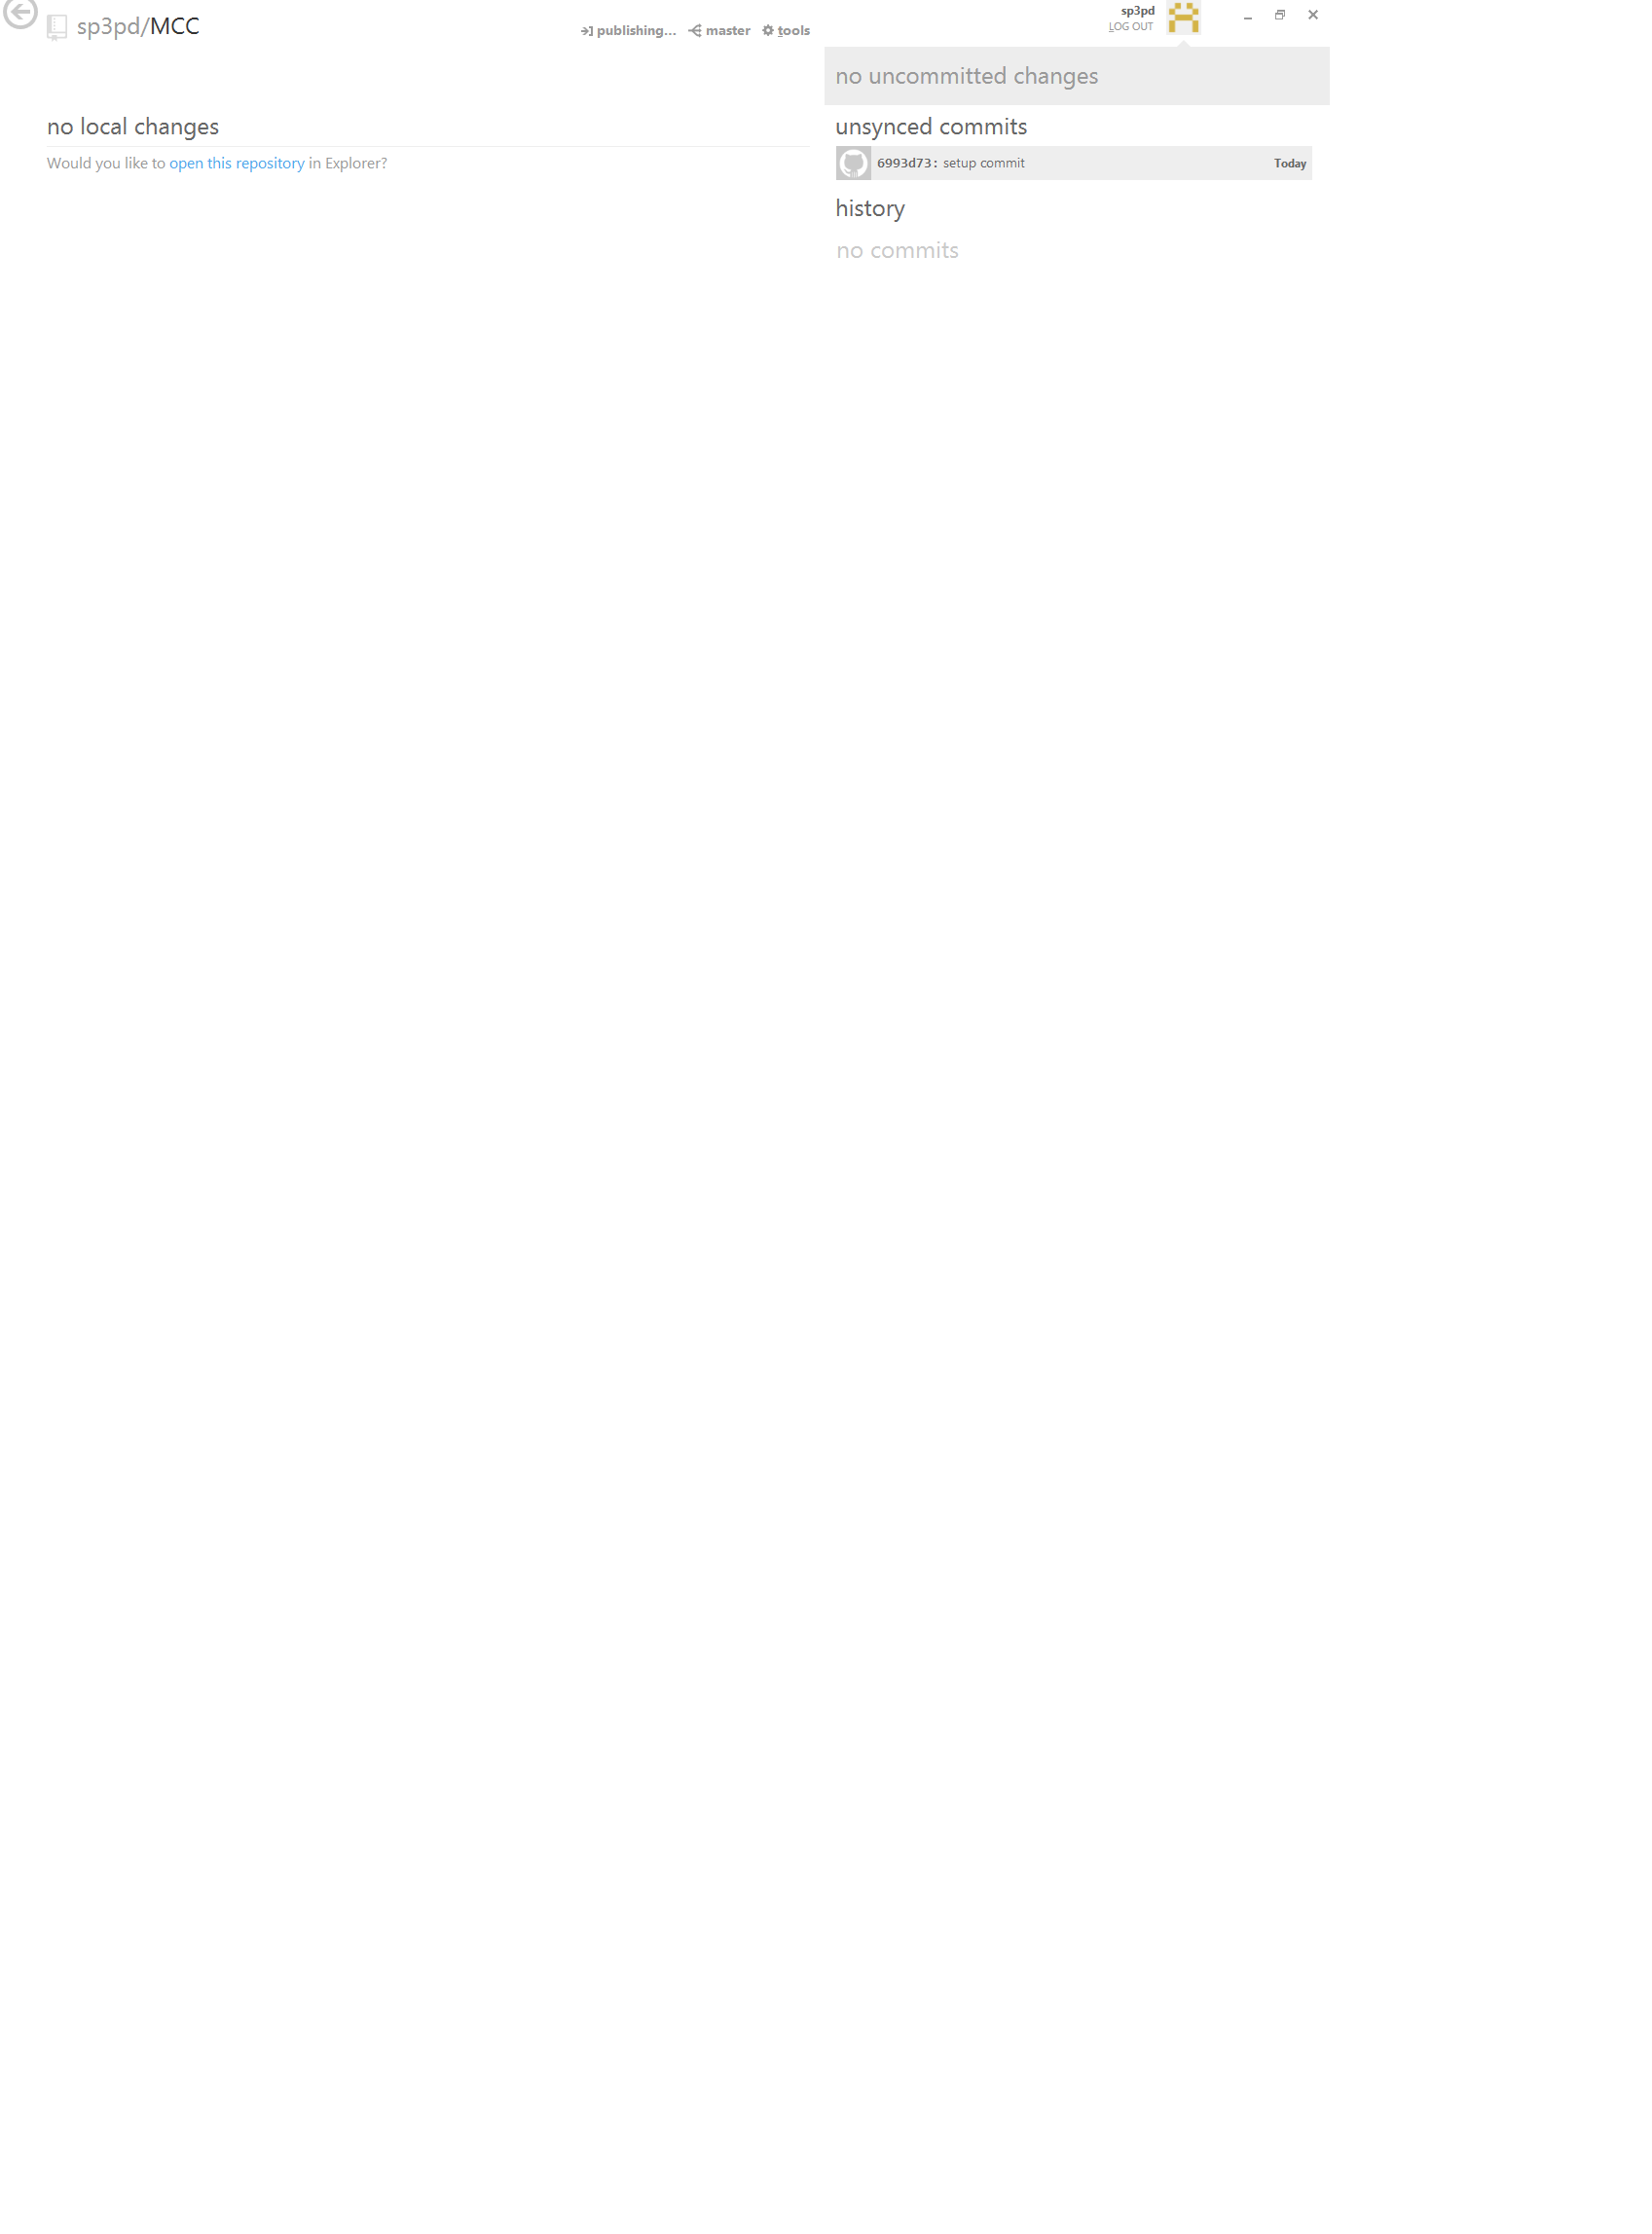 sp3pd/MCC
publishing... master tools
sp3pd
LOG OUT
no uncommitted changes
no local changes
Would you like to open this repository in Explorer?
unsynced commits
6993d73: setup commit Today
history
no commits